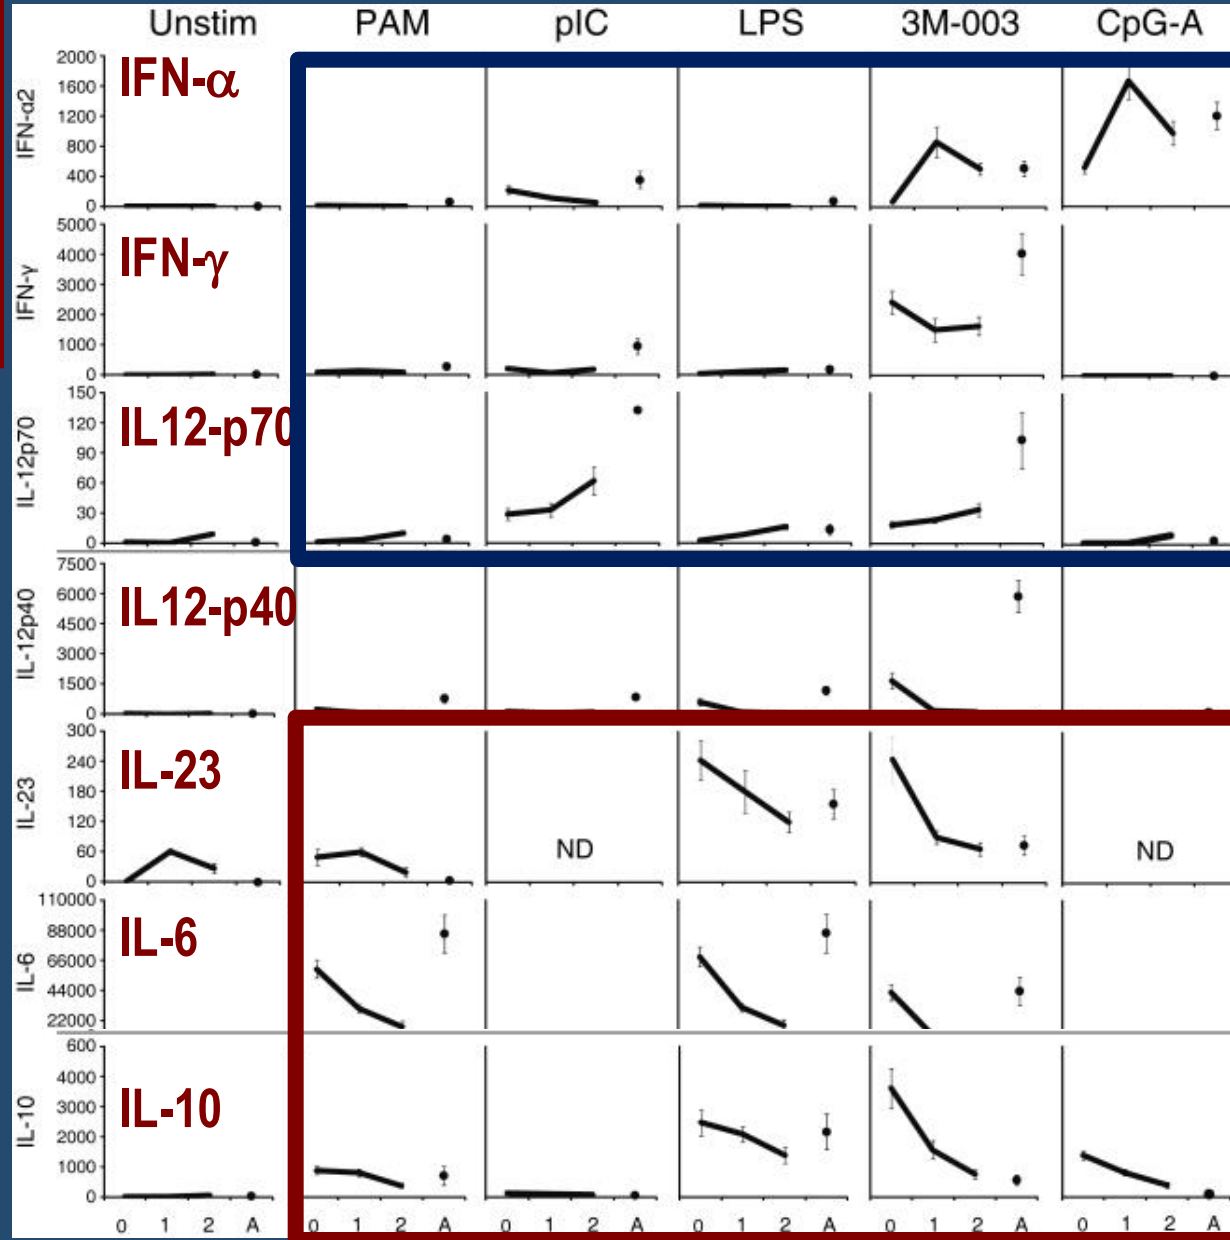 Unstim PAM pIC LPS 3M-003 CpG-A
IFN-α2
2000
1600
1200
800
400
0
IFN-α
IFN-γ
5000
4000
3000
2000
1000
0
IFN-γ
IL-12p70
150
120
90
60
30
0
IL12-p70
IL-12p40
7500
6000
4500
3000
1500
0
IL12-p40
IL-23
300
240
180
120
60
0
IL-23
ND
ND
IL-6
110000
88000
66000
44000
22000
IL-6
IL-10
600
4000
3000
2000
1000
0
IL-10
0 1 2 A 0 1 2 A 0 1 2 A 0 1 2 A 0 1 2 A 0 1 2 A